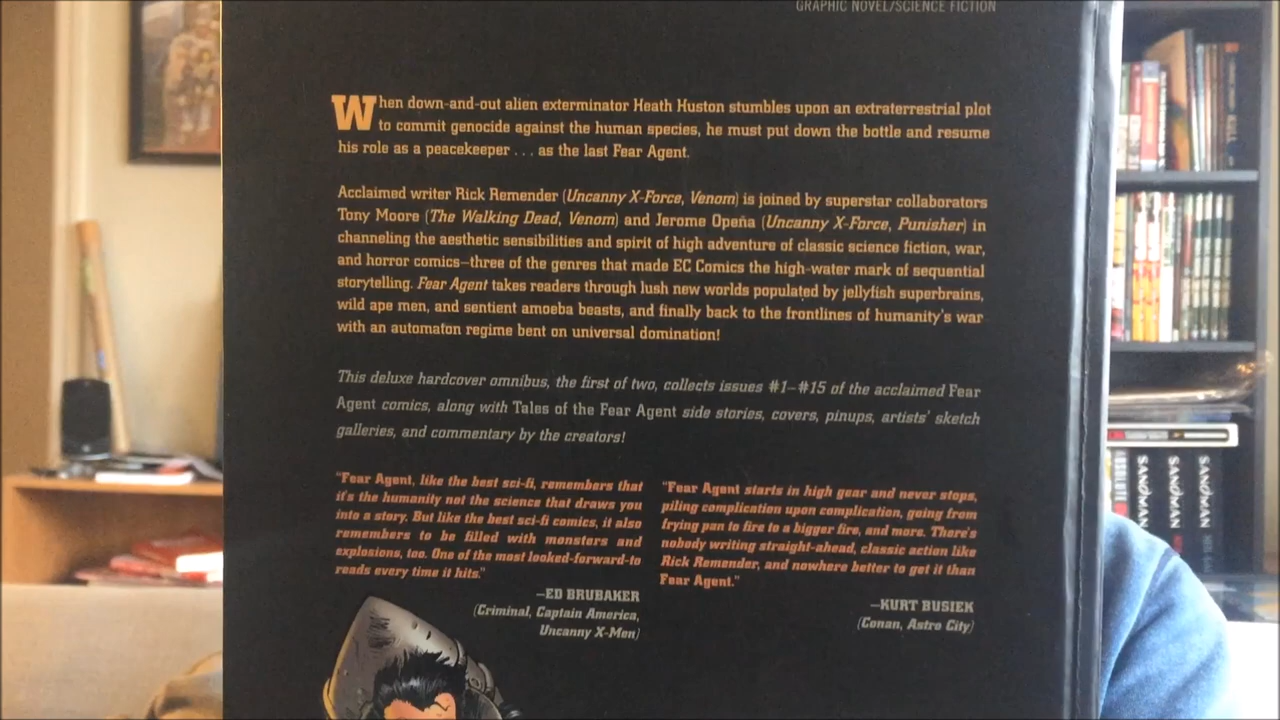 GRAPHIC NOVEL/SCIENCE FICTION
When down-and-out alien exterminator Heath Huston stumbles upon an extraterrestrial plot
to commit genocide against the human species, he must put down the bottle and resume
his role as a peacekeeper . . . as the last Fear Agent.
Acclaimed writer Rick Remender (Uncanny X-Force, Venom) is joined by superstar collaborators
Tony Moore (The Walking Dead, Venom) and Jerome Opeña (Uncanny X-Force, Punisher) in
channeling the aesthetic sensibilities and spirit of high adventure of classic science fiction, war,
and horror comics—three of the genres that made EC Comics the high-water mark of sequential
storytelling. Fear Agent takes readers through lush new worlds populated by jellyfish superbrains,
wild ape men, and sentient amoeba beasts, and finally back to the frontlines of humanity's war
with an automaton regime bent on universal domination!
This deluxe hardcover omnibus, the first of two, collects issues #1–#15 of the acclaimed Fear
Agent comics, along with Tales of the Fear Agent side stories, covers, pinups, artists' sketch
galleries, and commentary by the creators!
"Fear Agent, like the best sci-fi, remembers that
it's the humanity not the science that draws you
into a story. But like the best sci-fi comics, it also
remembers to be filled with monsters and
explosions, too. One of the most looked-forward-to
reads every time it hits."
—ED BRUBAKER
(Criminal, Captain America,
Uncanny X-Men)
"Fear Agent starts in high gear and never stops,
piling complication upon complication, going from
frying pan to fire to a bigger fire, and more. There's
nobody writing straight-ahead, classic action like
Rick Remender, and nowhere better to get it than
Fear Agent."
—KURT BUSIEK
(Conan, Astro City)
SANDMAN
SANDMAN
SANDMAN